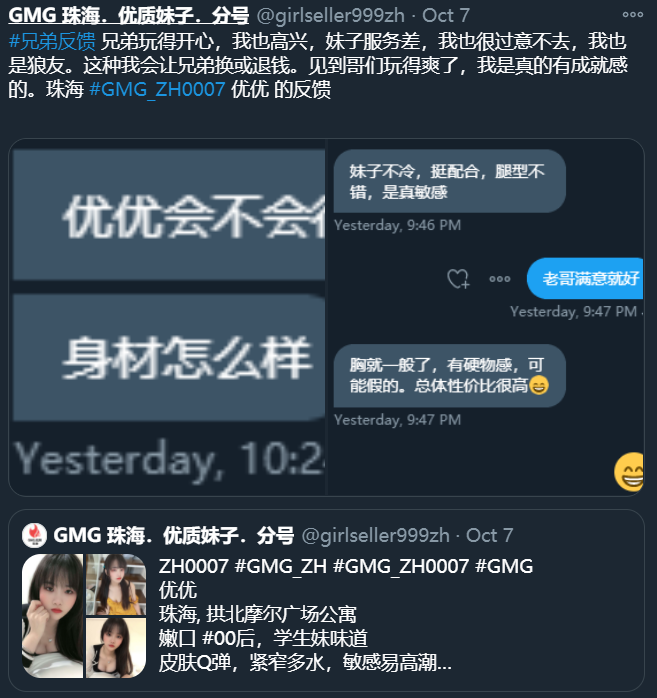 GMG 珠海．优质妹子．分号 @girlseller999zh · Oct 7
#兄弟反馈 兄弟玩得开心，我也高兴，妹子服务差，我也很过意不去，我也
是狼友。这种我会让兄弟换或退钱。见到哥们玩得爽了，我是真的有成就感
的。珠海 #GMG_ZH0007 优优 的反馈
优优会不会
身材怎么样
Yesterday, 10:2
妹子不冷，挺配合，腿型不
错，是真敏感
Yesterday, 9:46 PM
老哥满意就好
Yesterday, 9:47 PM
胸就一般了，有硬物感，可
能假的。总体性价比很高😄
Yesterday, 9:47 PM
GMG 珠海．优质妹子．分号 @girlseller999zh · Oct 7
ZH0007 #GMG_ZH #GMG_ZH0007 #GMG
优优
珠海, 拱北摩尔广场公寓
嫩口 #00后，学生妹味道
皮肤Q弹，紧窄多水，敏感易高潮...